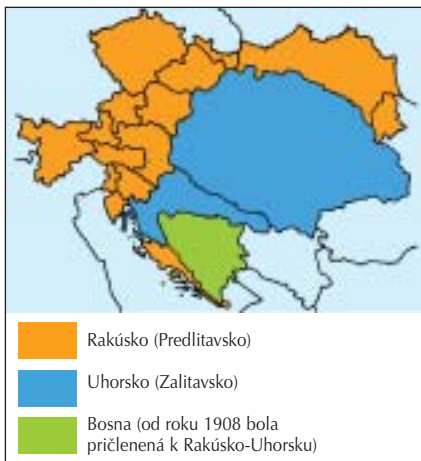 Rakúsko (Predlitavsko)
Uhorsko (Zalitavsko)
Bosna (od roku 1908 bola
pričlenená k Rakúsko-Uhorsku)